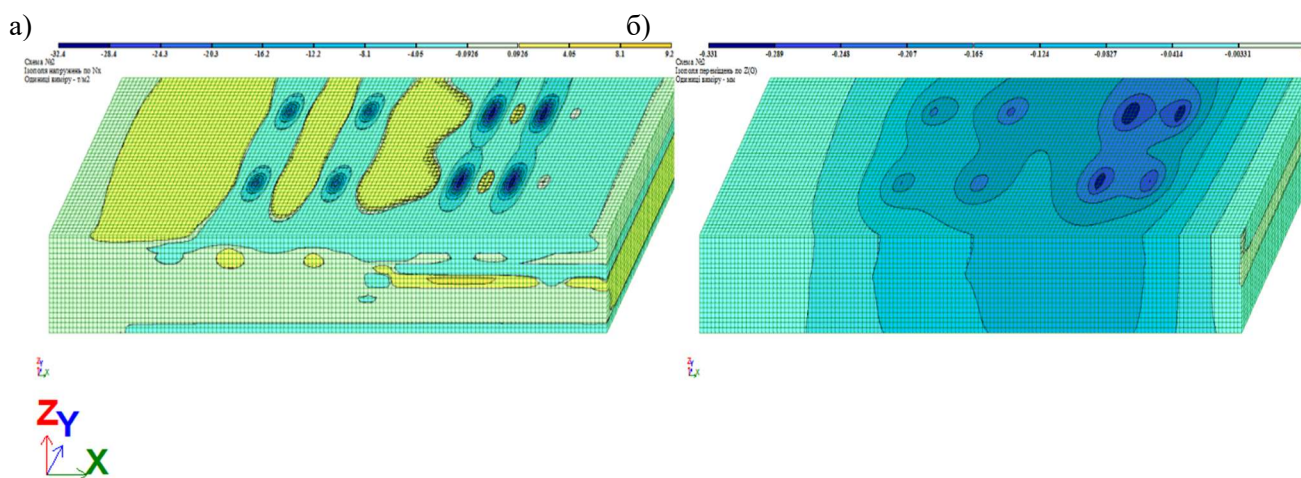 а)
б)
-32.4 -28.4 -24.3 -20.3 -16.2 -12.2 -8.1 -4.05 -0.0926 0.0926 4.05 8.1 9.2
Схема №2
Ізополя напружень по Nx
Одиниці виміру - т/м2
-0.331 -0.289 -0.248 -0.207 -0.165 -0.124 -0.0827 -0.0414 -0.00331
Схема №2
Ізополя переміщень по Z(G)
Одиниці виміру - мм
Z
Y
X